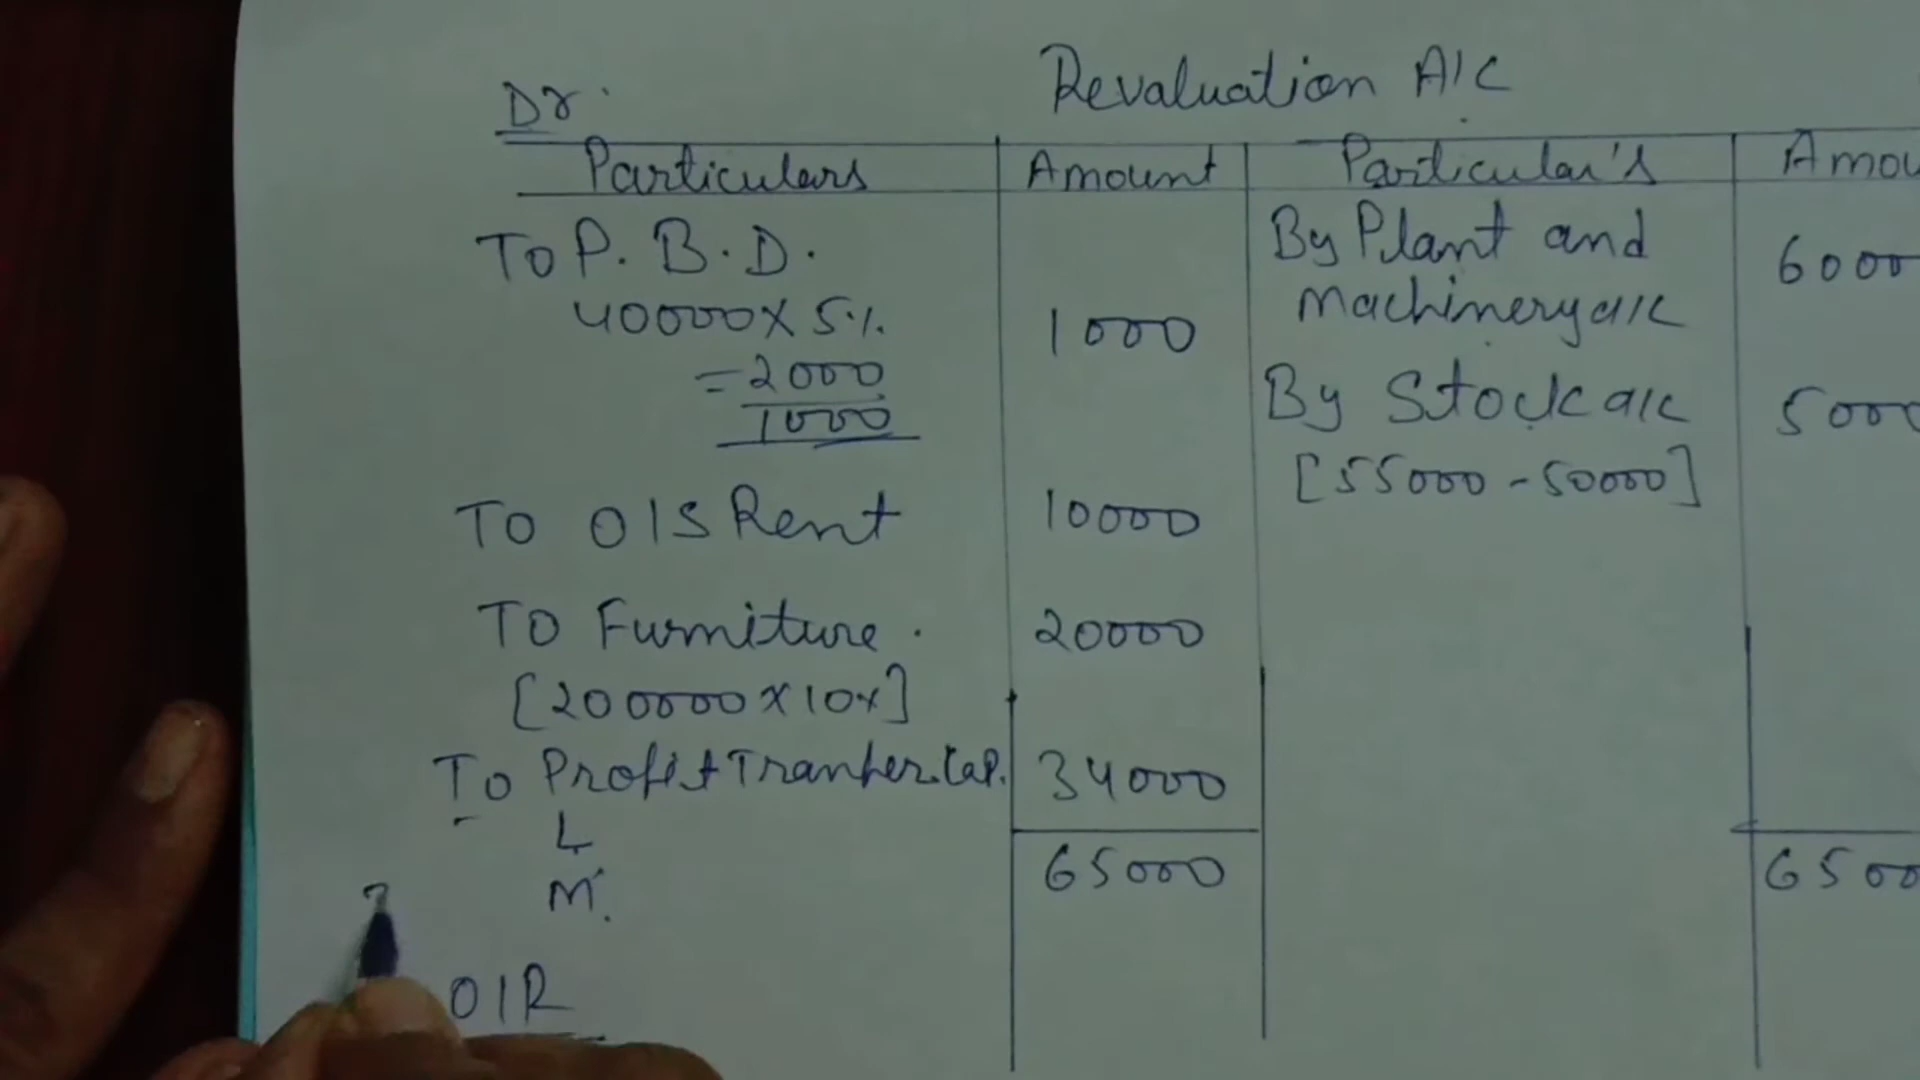 Dr.
Revaluation A/C
Particulars Amount Particular's Amou
To P.B.D. By Plant and 6000
40000 X 5% 1000 Machinery a/c
= 2000
1000
By Stock a/c 5000
[55000 - 50000]
To O/S Rent 10000
To Furniture . 20000
[200000 X 10%]
To Profit Tranfer. Cap. 34000
L
65000 6500
M.
O/R